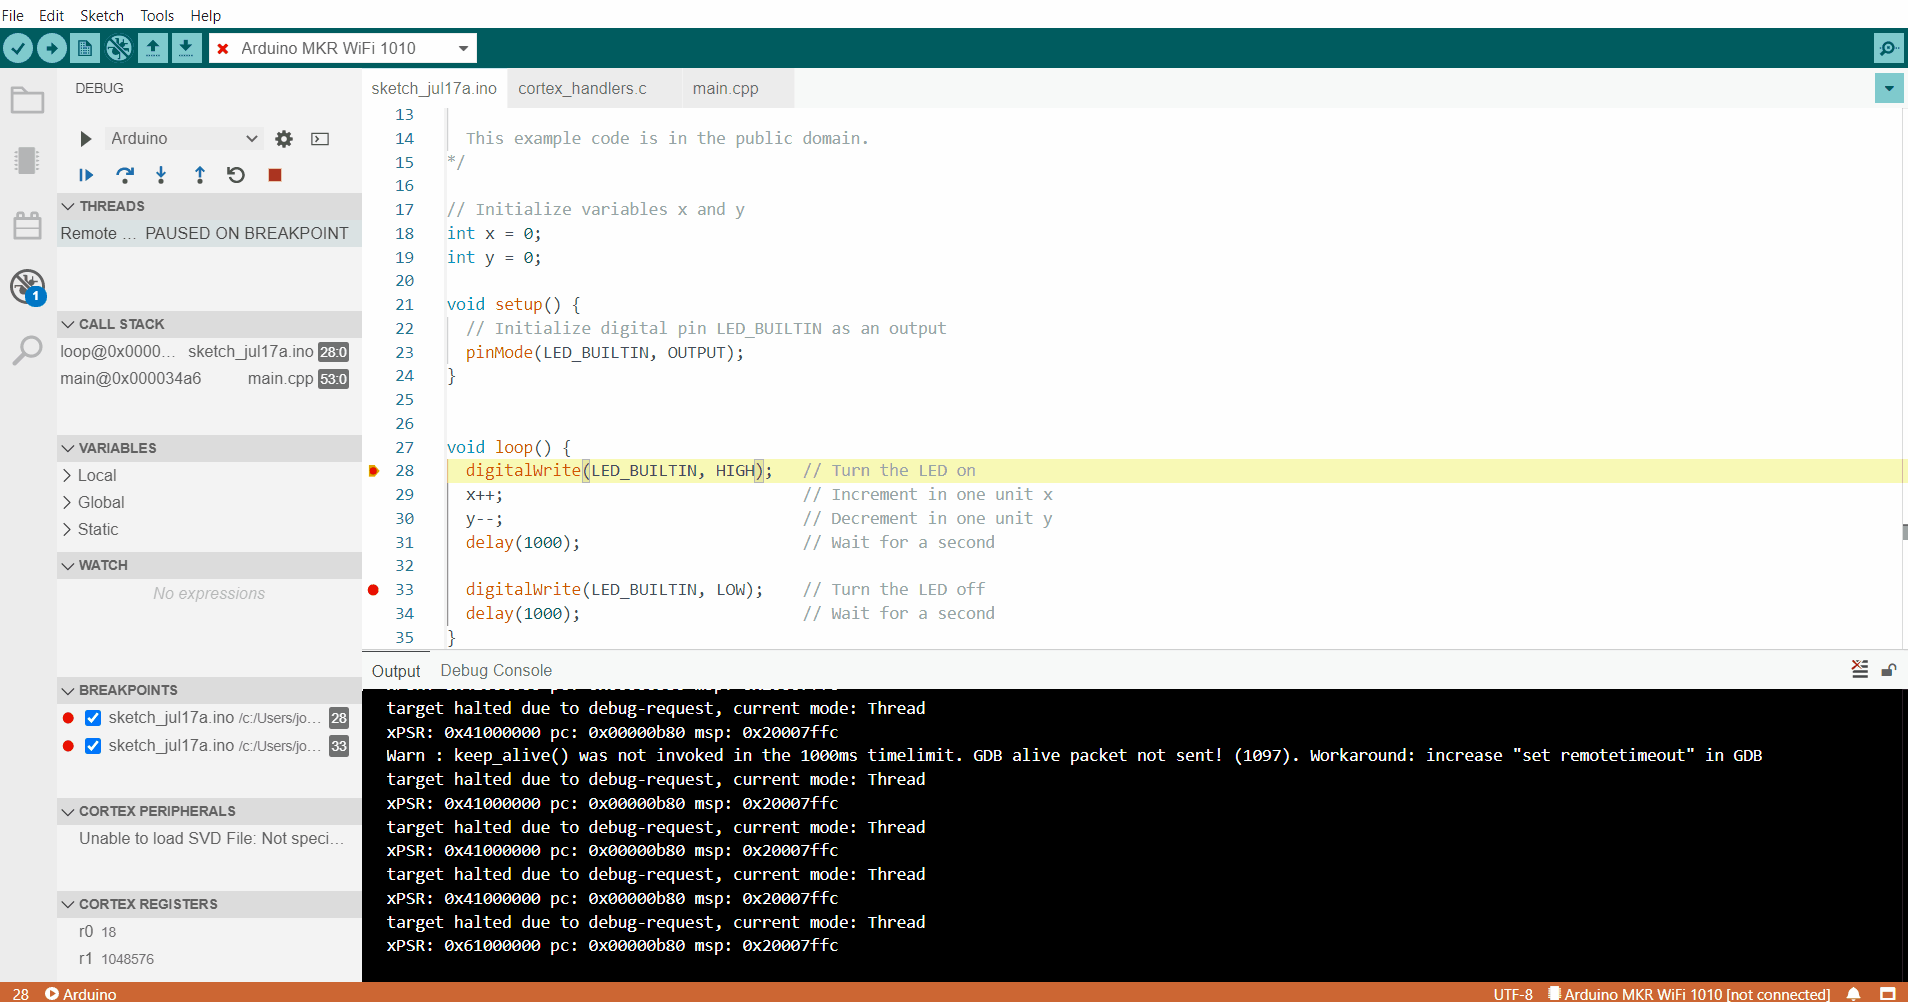 File Edit Sketch Tools Help
Arduino MKR WiFi 1010
DEBUG
Arduino
THREADS
Remote ... PAUSED ON BREAKPOINT
1
CALL STACK
loop@0x0000... sketch_jul17a.ino 28:0
main@0x000034a6 main.cpp 53:0
VARIABLES
Local
Global
Static
WATCH
No expressions
BREAKPOINTS
sketch_jul17a.ino /c:/Users/jo... 28
sketch_jul17a.ino /c:/Users/jo... 33
CORTEX PERIPHERALS
Unable to load SVD File: Not speci...
CORTEX REGISTERS
r0 18
r1 1048576
sketch_jul17a.ino cortex_handlers.c main.cpp
13
14 This example code is in the public domain.
15 */
16
17 // Initialize variables x and y
18 int x = 0;
19 int y = 0;
20
21 void setup() {
22 // Initialize digital pin LED_BUILTIN as an output
23 pinMode(LED_BUILTIN, OUTPUT);
24 }
25
26
27 void loop() {
28 digitalWrite(LED_BUILTIN, HIGH); // Turn the LED on
29 x++; // Increment in one unit x
30 y--; // Decrement in one unit y
31 delay(1000); // Wait for a second
32
33 digitalWrite(LED_BUILTIN, LOW); // Turn the LED off
34 delay(1000); // Wait for a second
35 }
Output Debug Console
target halted due to debug-request, current mode: Thread
xPSR: 0x41000000 pc: 0x00000b80 msp: 0x20007ffc
Warn : keep_alive() was not invoked in the 1000ms timelimit. GDB alive packet not sent! (1097). Workaround: increase "set remotetimeout" in GDB
target halted due to debug-request, current mode: Thread
xPSR: 0x41000000 pc: 0x00000b80 msp: 0x20007ffc
target halted due to debug-request, current mode: Thread
xPSR: 0x41000000 pc: 0x00000b80 msp: 0x20007ffc
target halted due to debug-request, current mode: Thread
xPSR: 0x41000000 pc: 0x00000b80 msp: 0x20007ffc
target halted due to debug-request, current mode: Thread
xPSR: 0x61000000 pc: 0x00000b80 msp: 0x20007ffc
28 Arduino UTF-8 Arduino MKR WiFi 1010 [not connected]